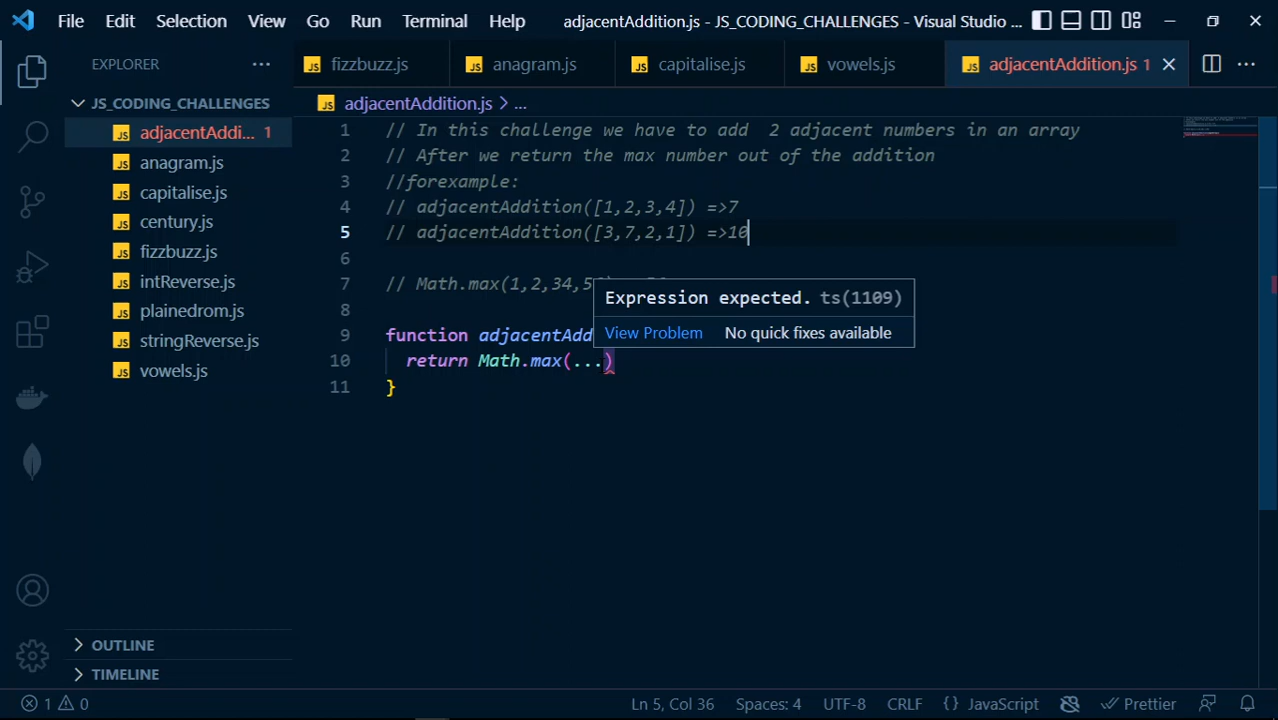 File Edit Selection View Go Run Terminal Help adjacentAddition.js - JS_CODING_CHALLENGES - Visual Studio ...
EXPLORER ...
fizzbuzz.js anagram.js capitalise.js vowels.js adjacentAddition.js 1
JS_CODING_CHALLENGES
adjacentAddi... 1
anagram.js
capitalise.js
century.js
fizzbuzz.js
intReverse.js
plainedrom.js
stringReverse.js
vowels.js
OUTLINE
TIMELINE
adjacentAddition.js > ...
1 // In this challenge we have to add  2 adjacent numbers in an array
2 // After we return the max number out of the addition
3 //forexample:
4 // adjacentAddition([1,2,3,4]) =>7
5 // adjacentAddition([3,7,2,1]) =>10
6
7 // Math.max(1,2,34,5
8
9 function adjacentAdd
10 return Math.max(...)
11 }
Expression expected. ts(1109)
View Problem No quick fixes available
1 0 Ln 5, Col 36 Spaces: 4 UTF-8 CRLF {} JavaScript Prettier